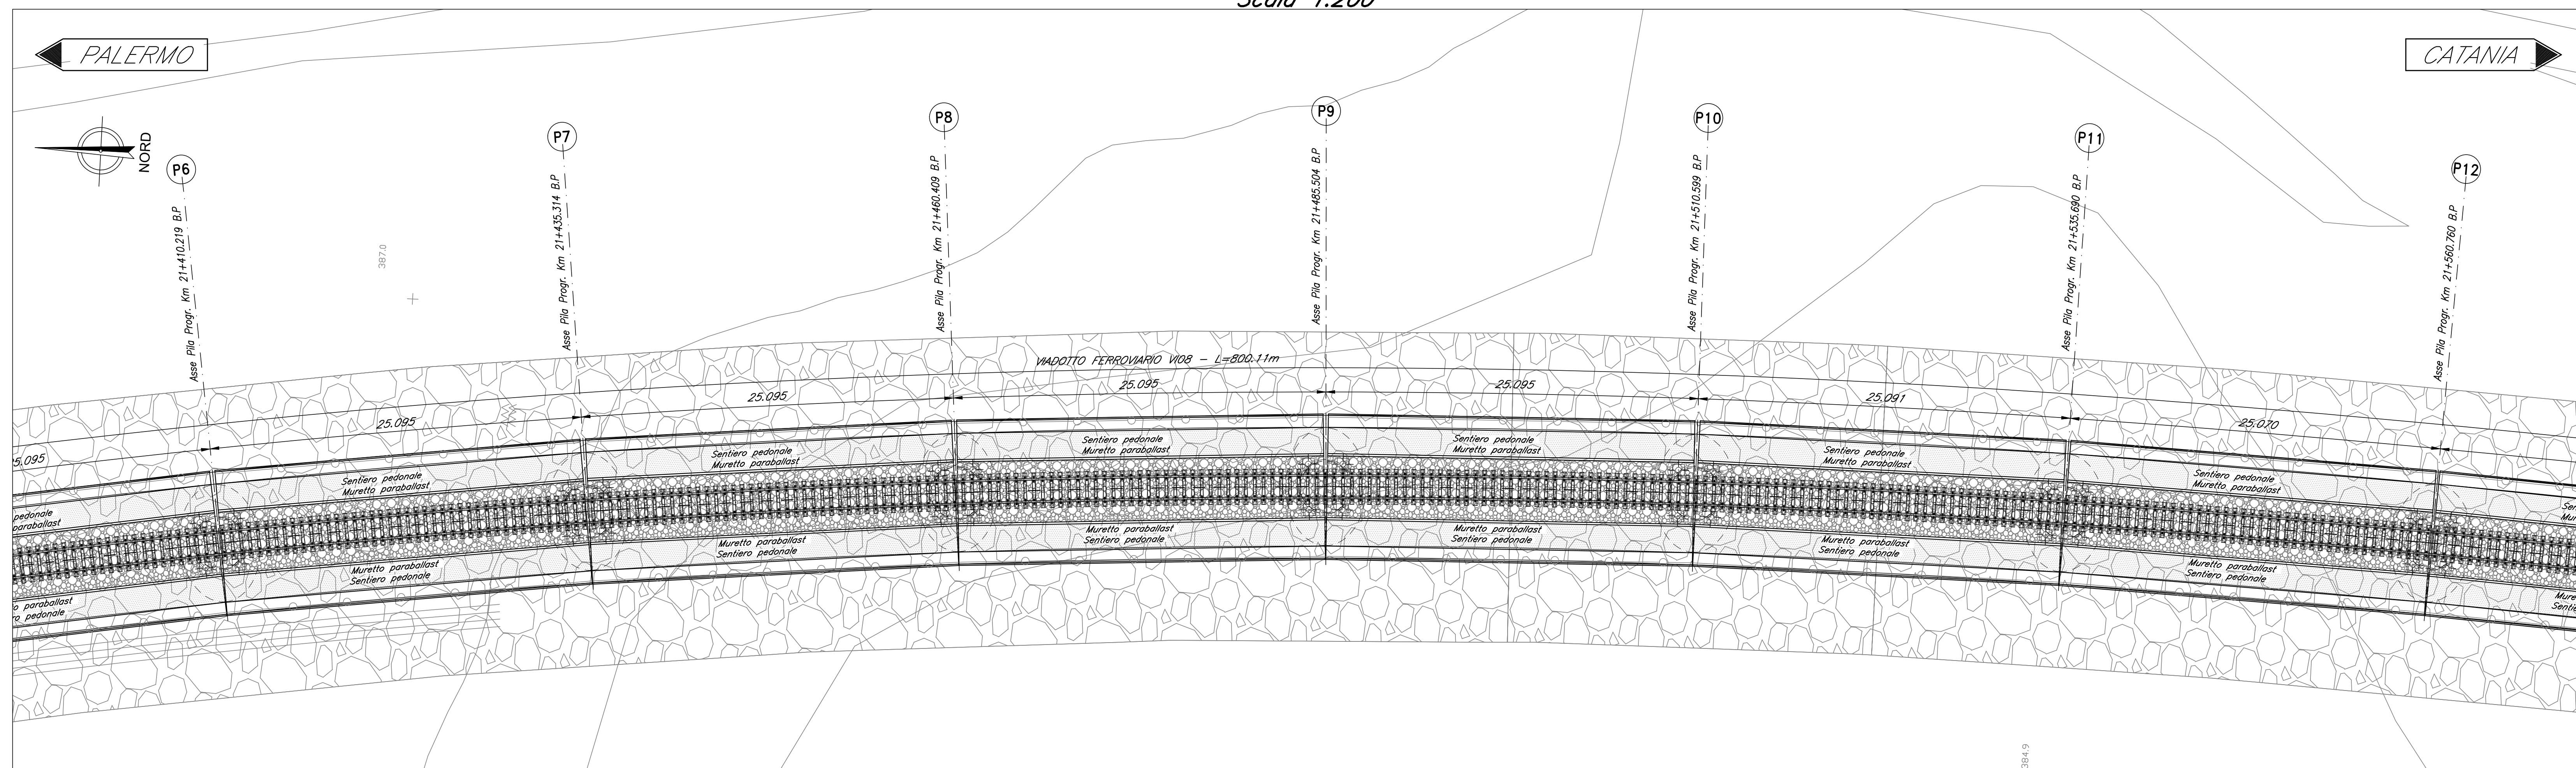 Scala 1:200
PALERMO
CATANIA
NORD
P6
P7
P8
P9
P10
P11
P12
Asse Pila Progr. Km 21+410.219 B.P
Asse Pila Progr. Km 21+435.314 B.P
Asse Pila Progr. Km 21+460.409 B.P
Asse Pila Progr. Km 21+485.504 B.P
Asse Pila Progr. Km 21+510.599 B.P
Asse Pila Progr. Km 21+535.690 B.P
Asse Pila Progr. Km 21+560.760 B.P
387.0
VIADOTTO FERROVIARIO VI08 – L=800.11m
25.095
25.095
25.095
25.095
25.095
25.091
25.070
pedonale
paraballast
Sentiero pedonale
Muretto paraballast
Sentiero pedonale
Muretto paraballast
Sentiero pedonale
Muretto paraballast
Sentiero pedonale
Muretto paraballast
Sentiero pedonale
Muretto paraballast
Sentiero pedonale
Muretto paraballast
paraballast
pedonale
Muretto paraballast
Sentiero pedonale
Muretto paraballast
Sentiero pedonale
Muretto paraballast
Sentiero pedonale
Muretto paraballast
Sentiero pedonale
Muretto paraballast
Sentiero pedonale
Muretto paraballast
Sentiero pedonale
384.9